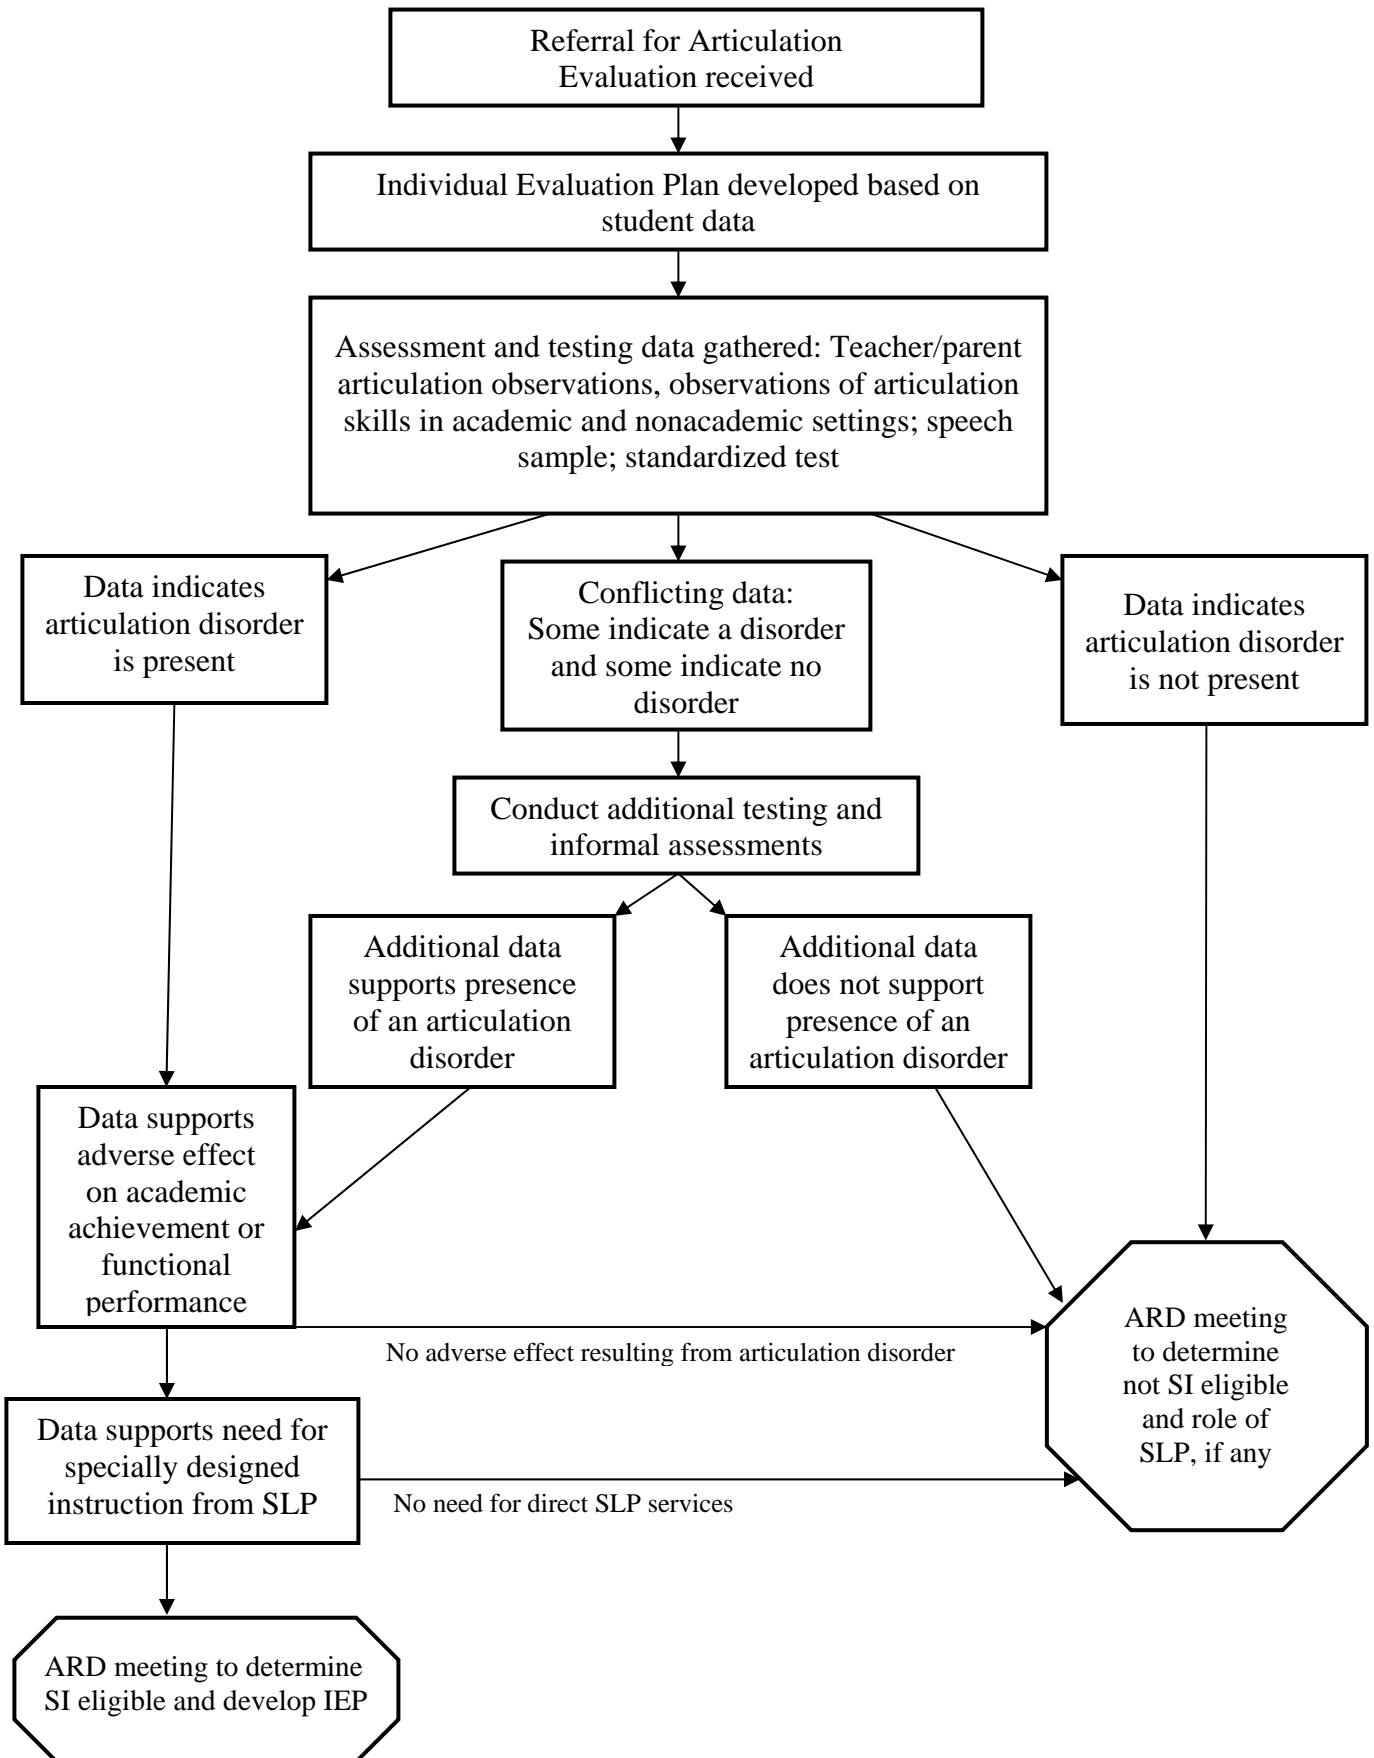 Referral for Articulation
Evaluation received
Individual Evaluation Plan developed based on
student data
Assessment and testing data gathered: Teacher/parent
articulation observations, observations of articulation
skills in academic and nonacademic settings; speech
sample; standardized test
Data indicates
articulation disorder
is present
Conflicting data:
Some indicate a disorder
and some indicate no
disorder
Data indicates
articulation disorder
is not present
Conduct additional testing and
informal assessments
Additional data
supports presence
of an articulation
disorder
Additional data
does not support
presence of an
articulation disorder
Data supports
adverse effect
on academic
achievement or
functional
performance
No adverse effect resulting from articulation disorder
ARD meeting
to determine
not SI eligible
and role of
SLP, if any
Data supports need for
specially designed
instruction from SLP
No need for direct SLP services
ARD meeting to determine
SI eligible and develop IEP